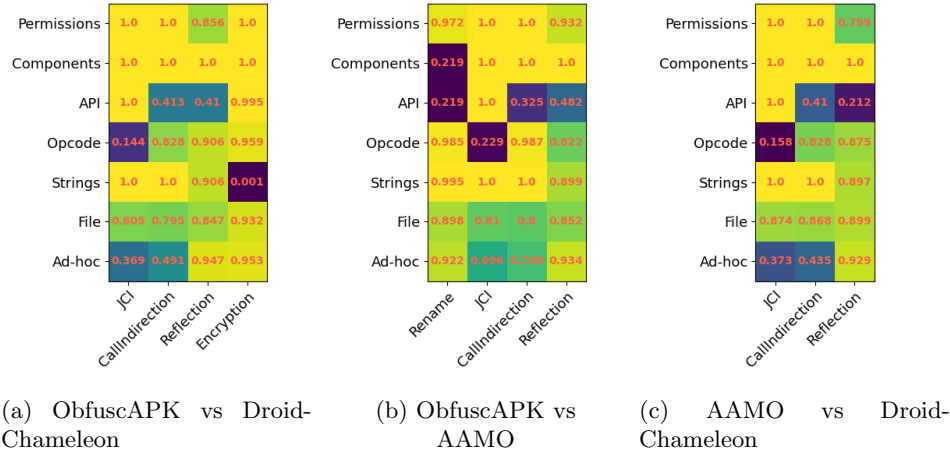 Permissions 1.0 1.0 0.856 1.0
Components 1.0 1.0 1.0 1.0
API 1.0 0.413 0.41 0.995
Opcode 0.144 0.828 0.906 0.959
Strings 1.0 1.0 0.906 0.001
File 0.805 0.795 0.847 0.932
Ad-hoc 0.369 0.491 0.947 0.953
JCI
CallIndirection
Reflection
Encryption
(a) ObfuscAPK vs Droid-
Chameleon
Permissions 0.972 1.0 1.0 0.932
Components 0.219 1.0 1.0 1.0
API 0.219 1.0 0.325 0.482
Opcode 0.985 0.229 0.987 0.822
Strings 0.995 1.0 1.0 0.899
File 0.898 0.81 0.8 0.852
Ad-hoc 0.922 0.696 0.768 0.934
Rename
JCI
CallIndirection
Reflection
(b) ObfuscAPK vs
AAMO
Permissions 1.0 1.0 0.799
Components 1.0 1.0 1.0
API 1.0 0.41 0.212
Opcode 0.158 0.828 0.875
Strings 1.0 1.0 0.897
File 0.874 0.868 0.899
Ad-hoc 0.373 0.435 0.929
JCI
CallIndirection
Reflection
(c) AAMO vs Droid-
Chameleon